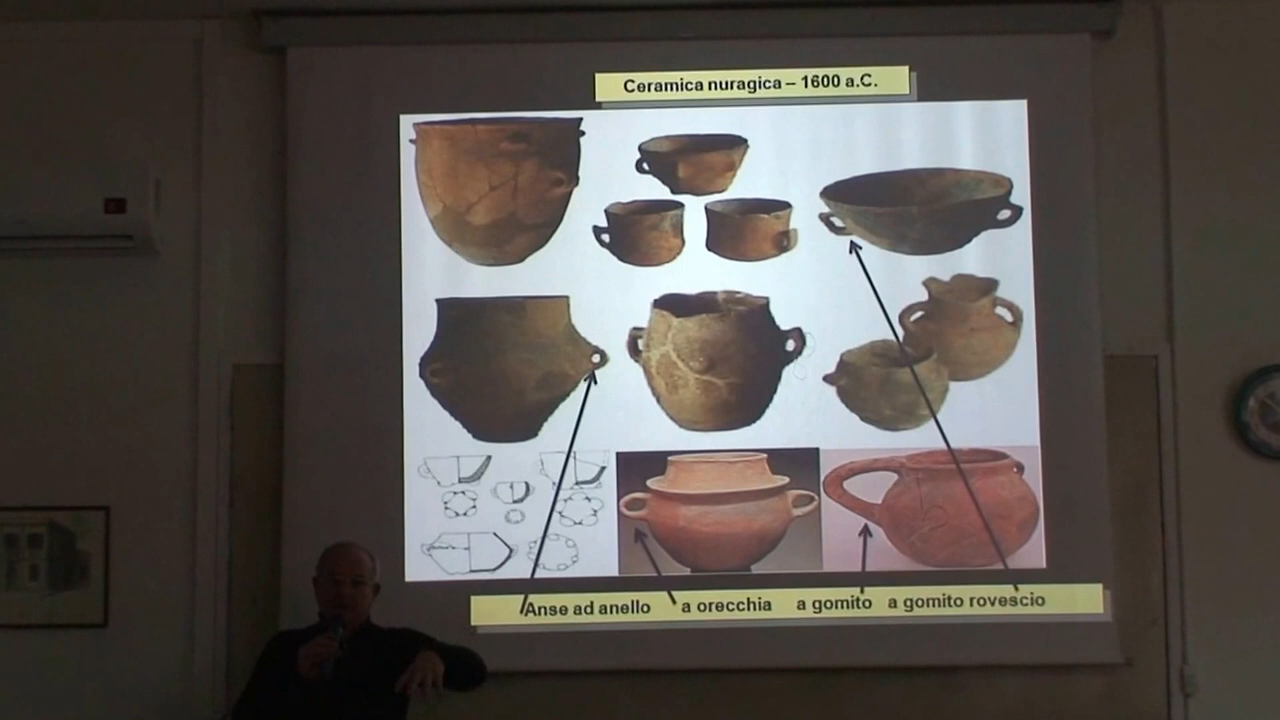 Ceramica nuragica – 1600 a.C.
Anse ad anello a orecchia a gomito a gomito rovescio